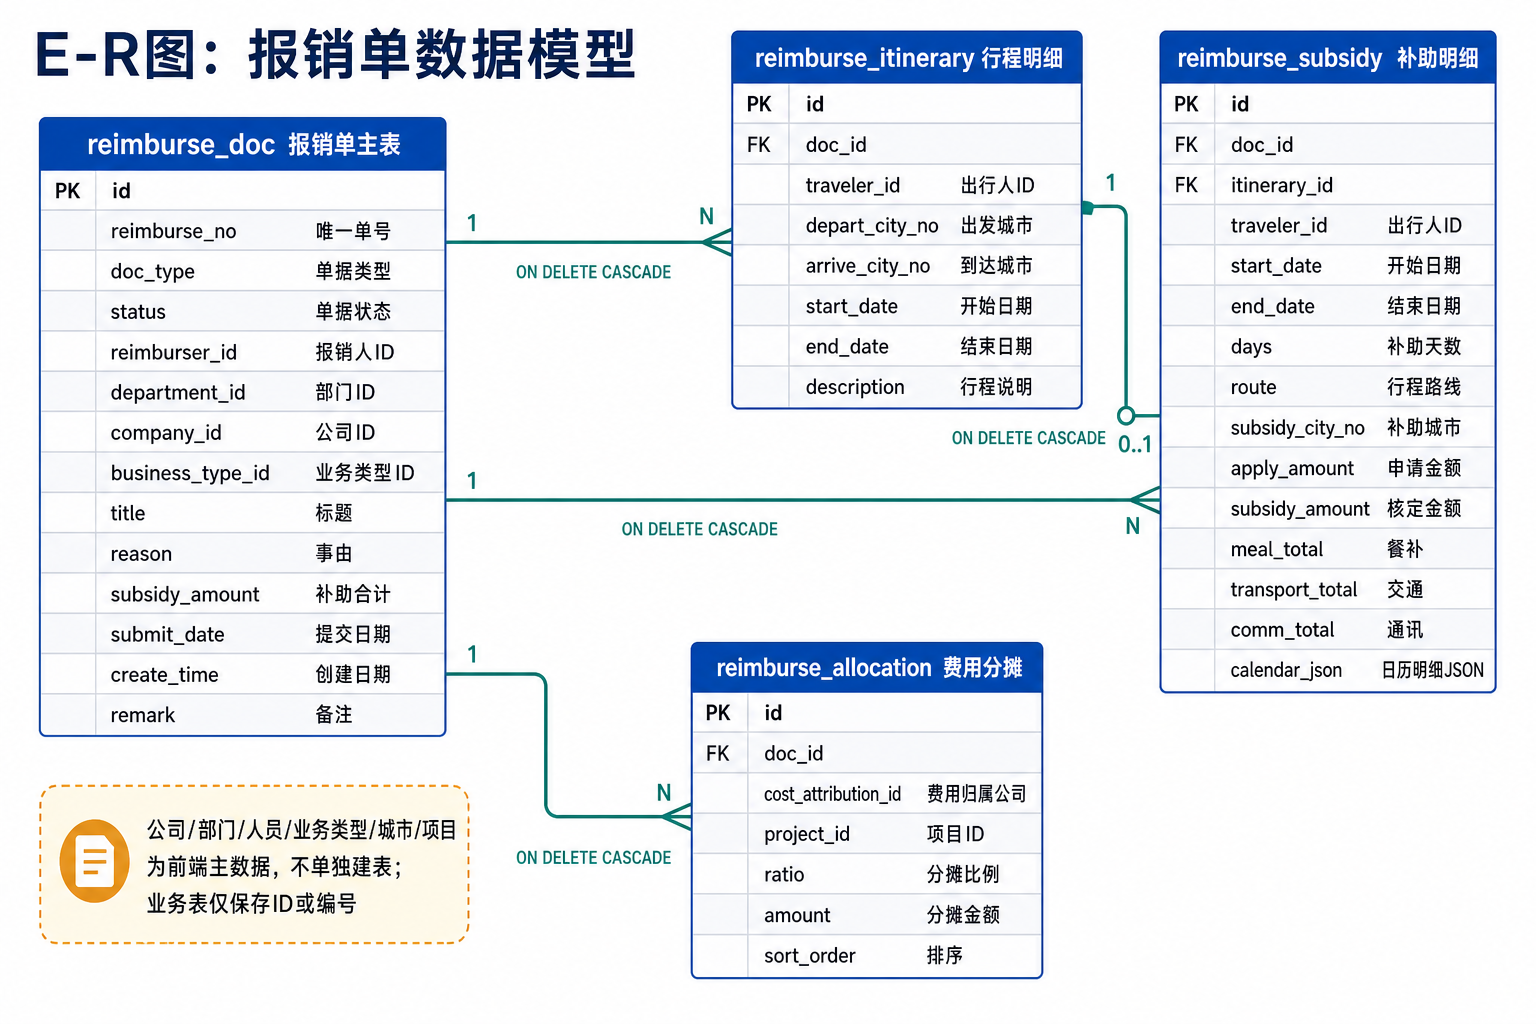 E-R图：报销单数据模型
reimburse_doc 报销单主表
PK id
reimburse_no 唯一单号
doc_type 单据类型
status 单据状态
reimburser_id 报销人ID
department_id 部门ID
company_id 公司ID
business_type_id 业务类型ID
title 标题
reason 事由
subsidy_amount 补助合计
submit_date 提交日期
create_time 创建日期
remark 备注
1
N
ON DELETE CASCADE
reimburse_itinerary 行程明细
PK id
FK doc_id
traveler_id 出行人ID
depart_city_no 出发城市
arrive_city_no 到达城市
start_date 开始日期
end_date 结束日期
description 行程说明
1
ON DELETE CASCADE
0..1
1
ON DELETE CASCADE
N
reimburse_subsidy 补助明细
PK id
FK doc_id
FK itinerary_id
traveler_id 出行人ID
start_date 开始日期
end_date 结束日期
days 补助天数
route 行程路线
subsidy_city_no 补助城市
apply_amount 申请金额
subsidy_amount 核定金额
meal_total 餐补
transport_total 交通
comm_total 通讯
calendar_json 日历明细JSON
1
N
ON DELETE CASCADE
reimburse_allocation 费用分摊
PK id
FK doc_id
cost_attribution_id 费用归属公司
project_id 项目ID
ratio 分摊比例
amount 分摊金额
sort_order 排序
公司/部门/人员/业务类型/城市/项目
为前端主数据，不单独建表；
业务表仅保存ID或编号